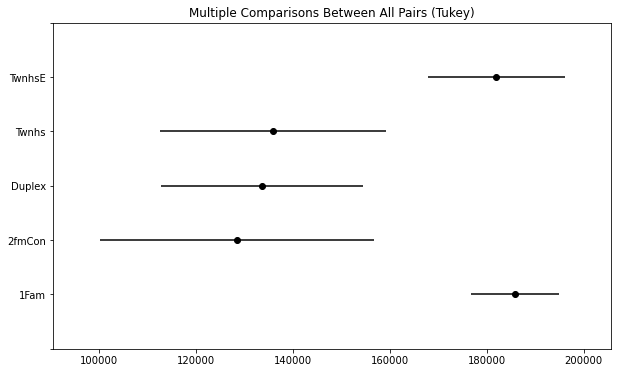 Multiple Comparisons Between All Pairs (Tukey)
TwnhsE
Twnhs
Duplex
2fmCon
1Fam
100000 120000 140000 160000 180000 200000